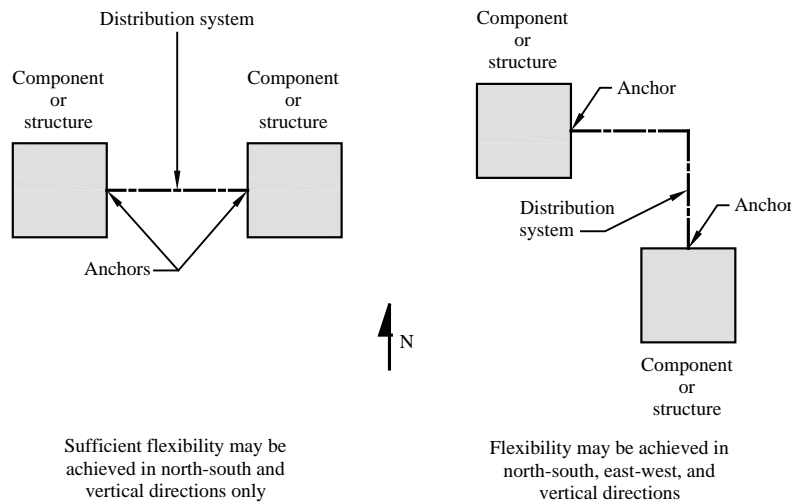 Distribution system
Component
or
structure
Component
or
structure
Anchors
Component
or
structure
Anchor
Distribution
system
Anchor
Component
or
structure
N
Sufficient flexibility may be
achieved in north-south and
vertical directions only
Flexibility may be achieved in
north-south, east-west, and
vertical directions